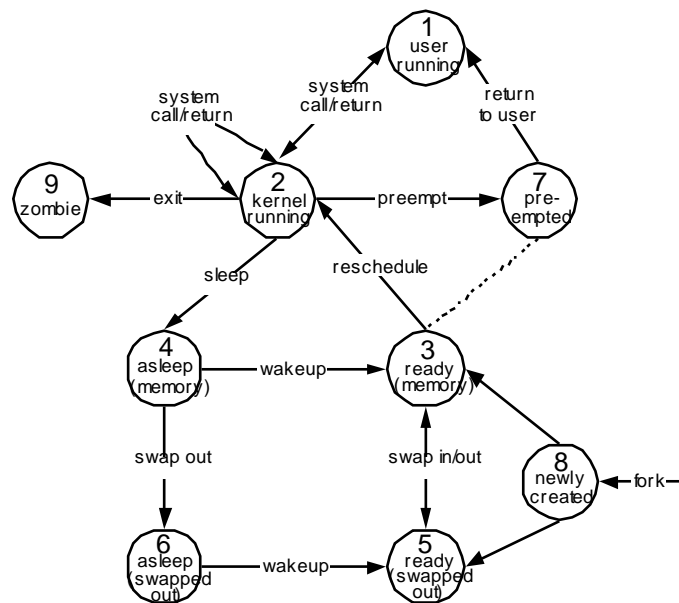 1
user
running
system
call/return
system
call/return
return
to user
9
zombie
exit
2
kernel
running
preempt
7
pre-
empted
sleep
reschedule
4
asleep
(memory)
wakeup
3
ready
(memory)
swap out
swap in/out
8
newly
created
fork
6
asleep
(swapped
out)
wakeup
5
ready
(swapped
out)